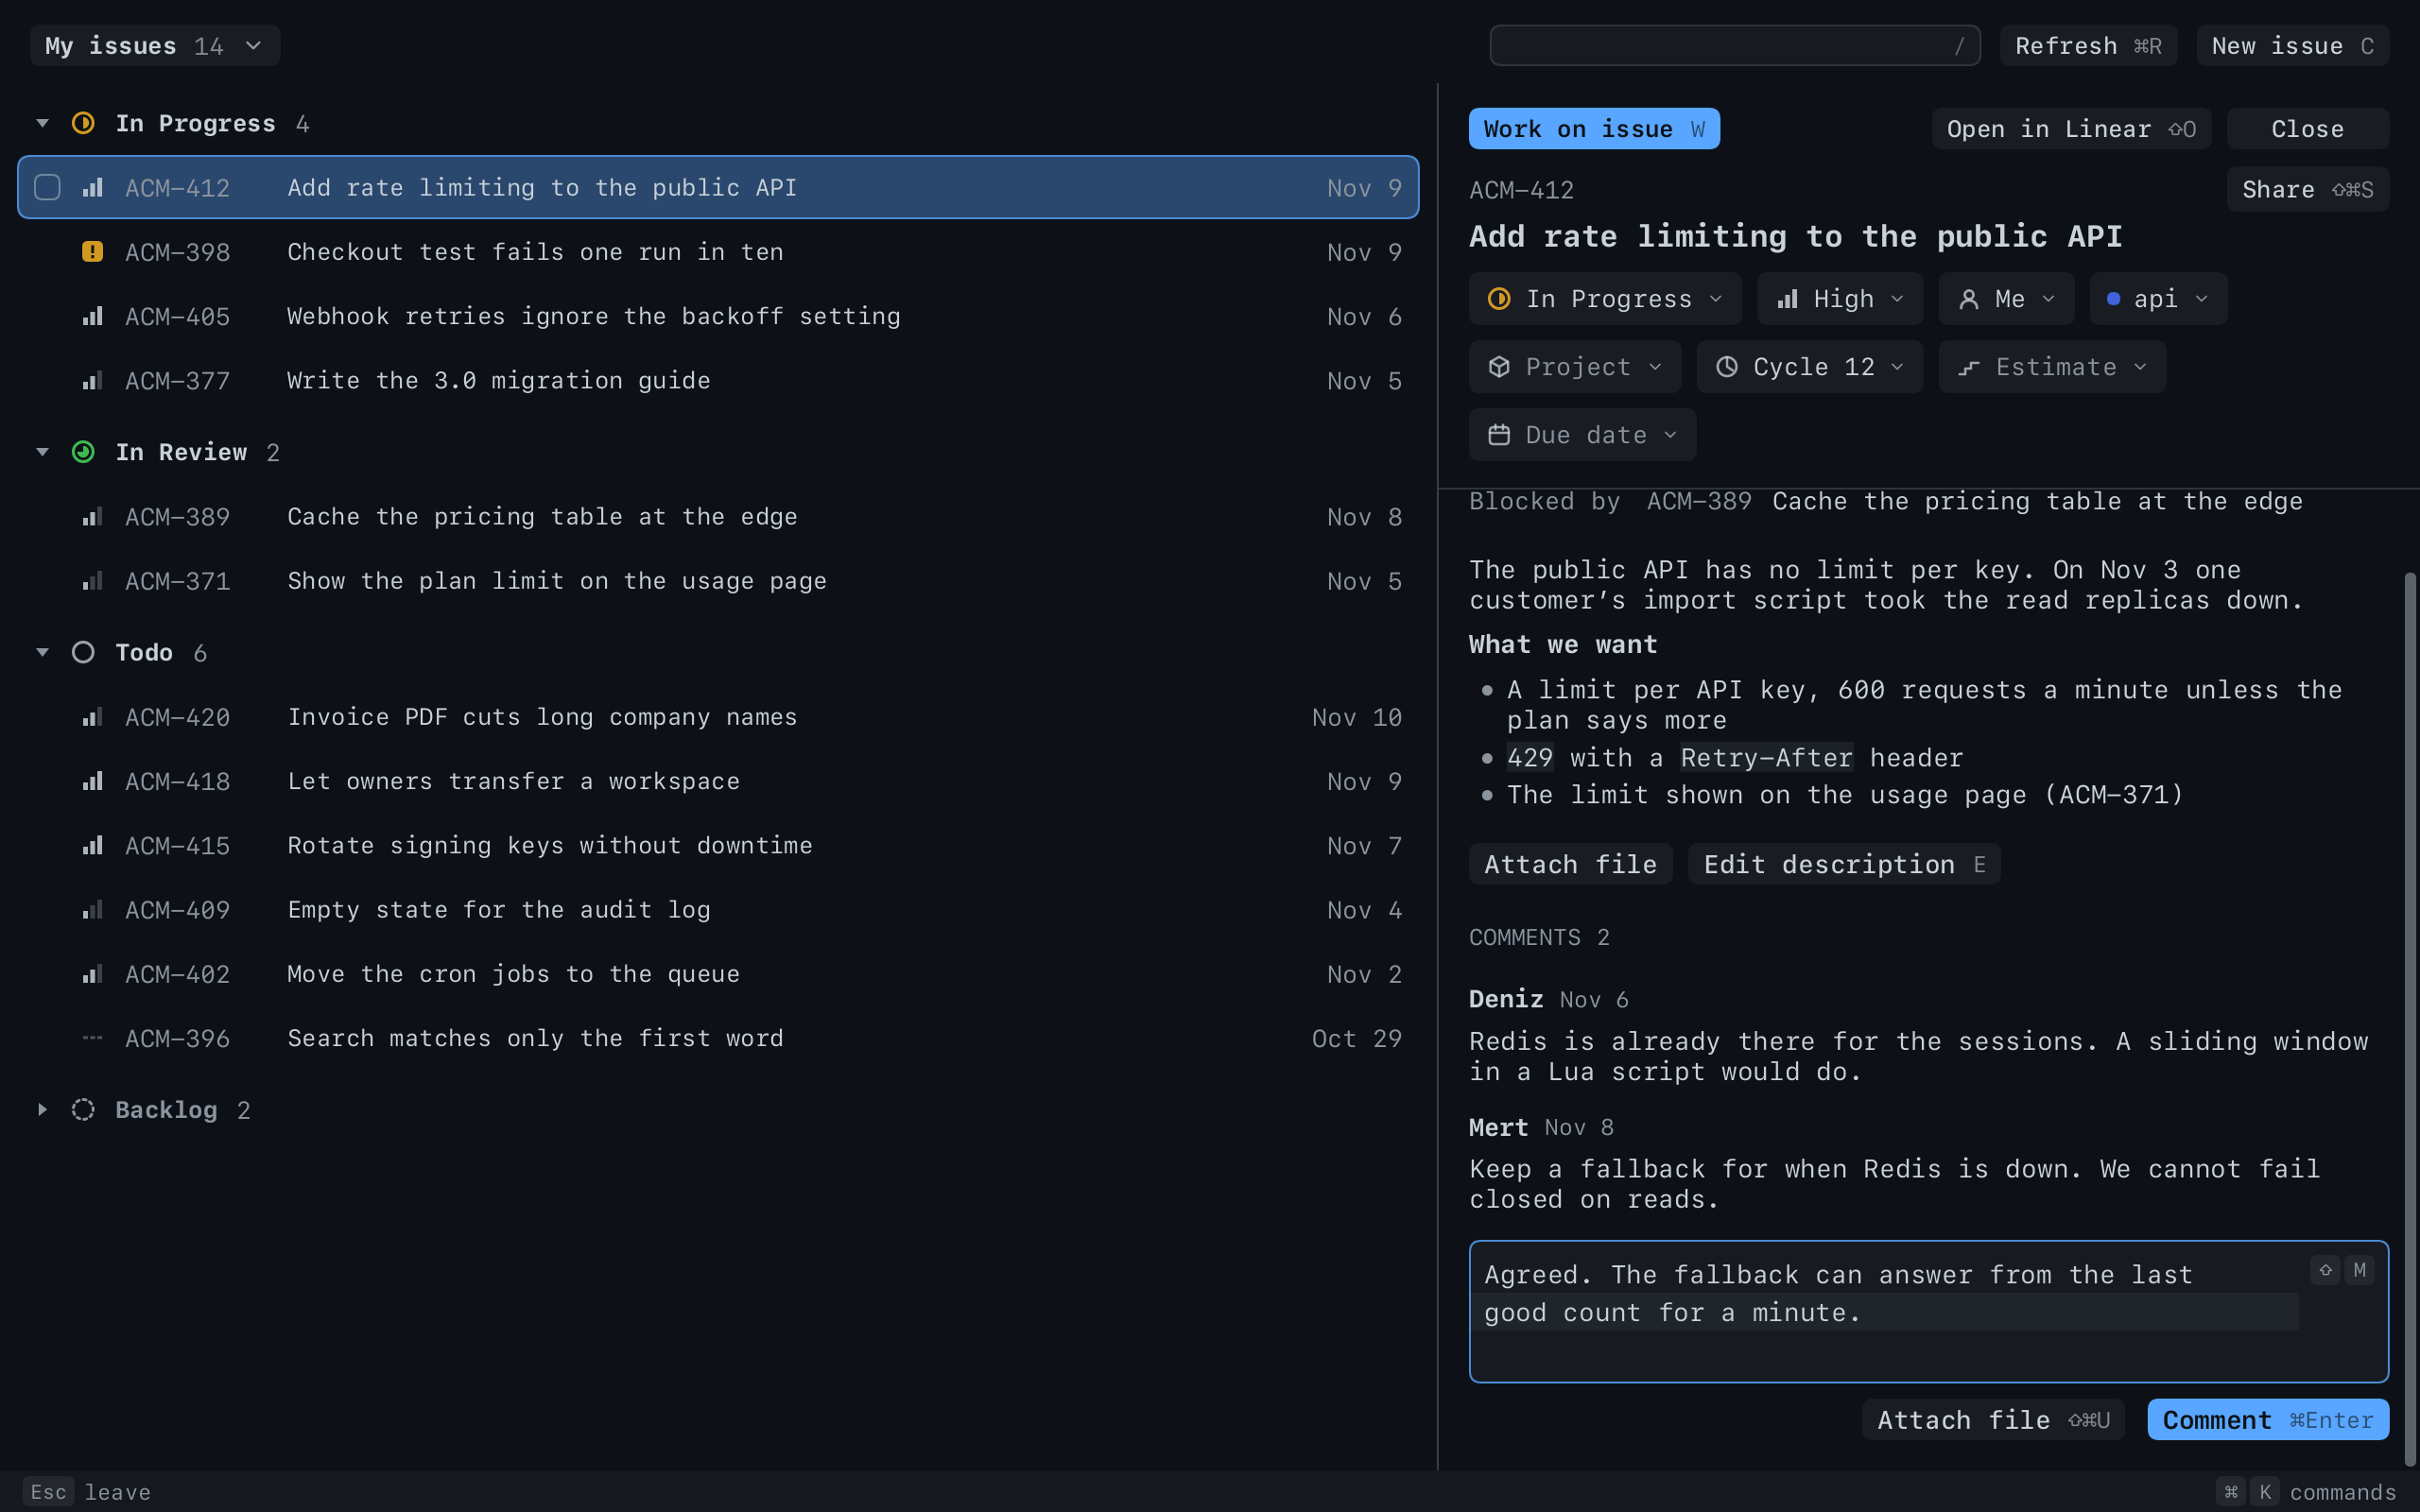 My issues 14
/
Refresh ⌘R
New issue C
In Progress 4
ACM-412 Add rate limiting to the public API Nov 9
ACM-398 Checkout test fails one run in ten Nov 9
ACM-405 Webhook retries ignore the backoff setting Nov 6
ACM-377 Write the 3.0 migration guide Nov 5
In Review 2
ACM-389 Cache the pricing table at the edge Nov 8
ACM-371 Show the plan limit on the usage page Nov 5
Todo 6
ACM-420 Invoice PDF cuts long company names Nov 10
ACM-418 Let owners transfer a workspace Nov 9
ACM-415 Rotate signing keys without downtime Nov 7
ACM-409 Empty state for the audit log Nov 4
ACM-402 Move the cron jobs to the queue Nov 2
ACM-396 Search matches only the first word Oct 29
Backlog 2
Work on issue W
Open in Linear ⇧O
Close
ACM-412
Share ⇧⌘S
Add rate limiting to the public API
In Progress High Me api
Project Cycle 12 Estimate
Due date
Blocked by ACM-389 Cache the pricing table at the edge
The public API has no limit per key. On Nov 3 one
customer’s import script took the read replicas down.
What we want
• A limit per API key, 600 requests a minute unless the
plan says more
• 429 with a Retry-After header
• The limit shown on the usage page (ACM-371)
Attach file
Edit description E
COMMENTS 2
Deniz Nov 6
Redis is already there for the sessions. A sliding window
in a Lua script would do.
Mert Nov 8
Keep a fallback for when Redis is down. We cannot fail
closed on reads.
Agreed. The fallback can answer from the last
good count for a minute.
⇧ M
Attach file ⇧⌘U
Comment ⌘Enter
Esc leave
⌘ K commands